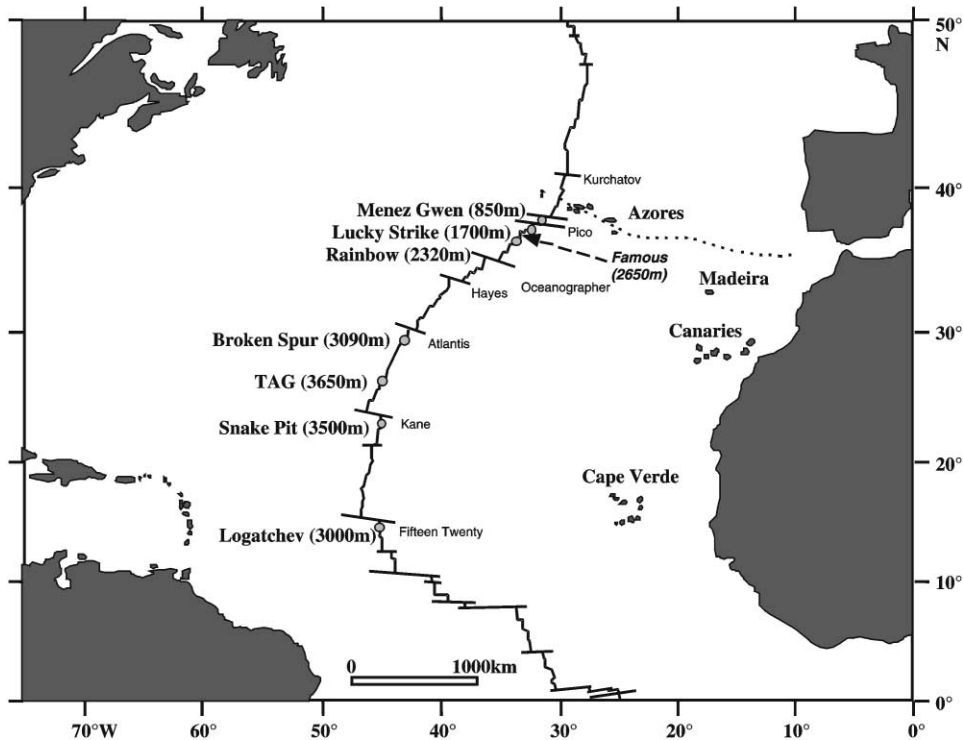 50°
N
Kurchatov
40°
Menez Gwen (850m)
Azores
Lucky Strike (1700m)
Pico
Rainbow (2320m)
Famous
(2650m)
Oceanographer
Madeira
Hayes
Canaries
Broken Spur (3090m)
Atlantis
30°
TAG (3650m)
Snake Pit (3500m)
Kane
20°
Cape Verde
Logatchev (3000m)
Fifteen Twenty
10°
0
1000km
0°
70°W
60°
50°
40°
30°
20°
10°
0°